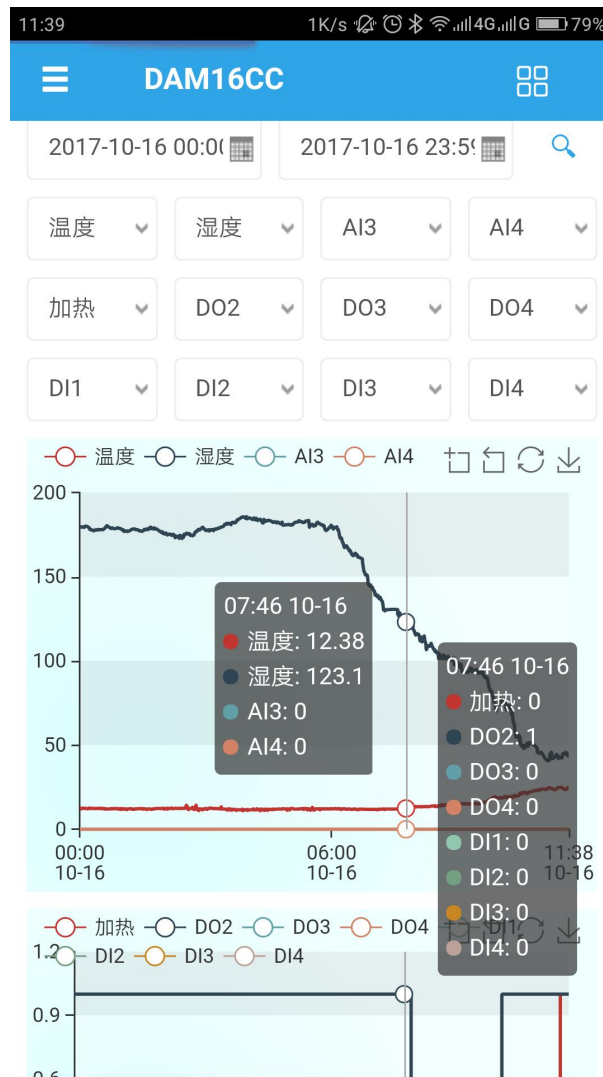 11:39 1K/s 4G G 79%
DAM16CC
2017-10-16 00:0 2017-10-16 23:5
温度 湿度 AI3 AI4
加热 DO2 DO3 DO4
DI1 DI2 DI3 DI4
温度 湿度 AI3 AI4
200
150
100
50
0
00:00 06:00 11:38
10-16 10-16 10-16
07:46 10-16
温度: 12.38
湿度: 123.1
AI3: 0
AI4: 0
07:46 10-16
加热: 0
DO2: 1
DO3: 0
DO4: 0
DI1: 0
DI2: 0
DI3: 0
DI4: 0
加热 DO2 DO3 DO4 DI1
DI2 DI3 DI4
1.2
0.9
0.6